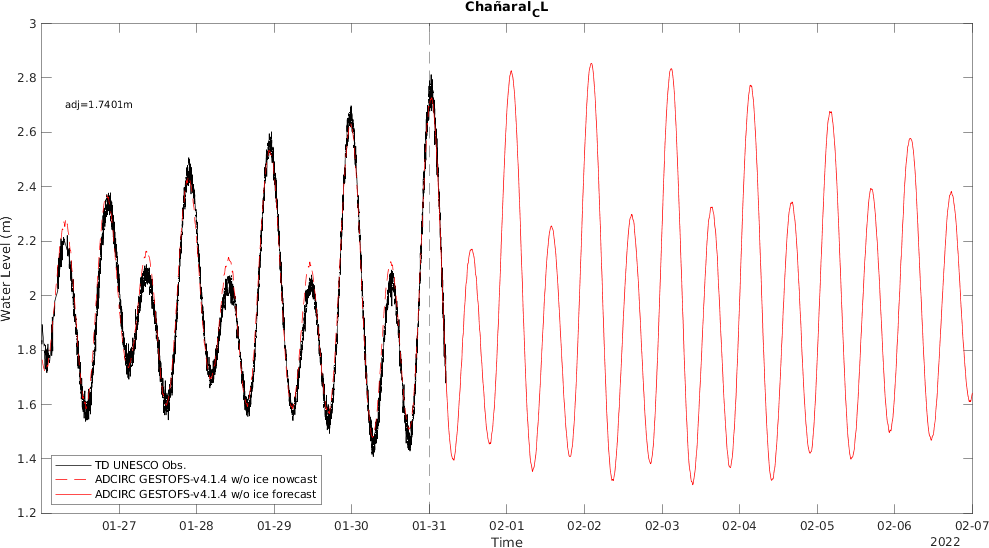 Chañaral_CL
3
2.8
2.6
2.4
2.2
2
1.8
1.6
1.4
1.2
Water Level (m)
adj=1.7401m
TD UNESCO Obs.
ADCIRC GESTOFS-v4.1.4 w/o ice nowcast
ADCIRC GESTOFS-v4.1.4 w/o ice forecast
01-27 01-28 01-29 01-30 01-31 02-01 02-02 02-03 02-04 02-05 02-06 02-07
Time
2022